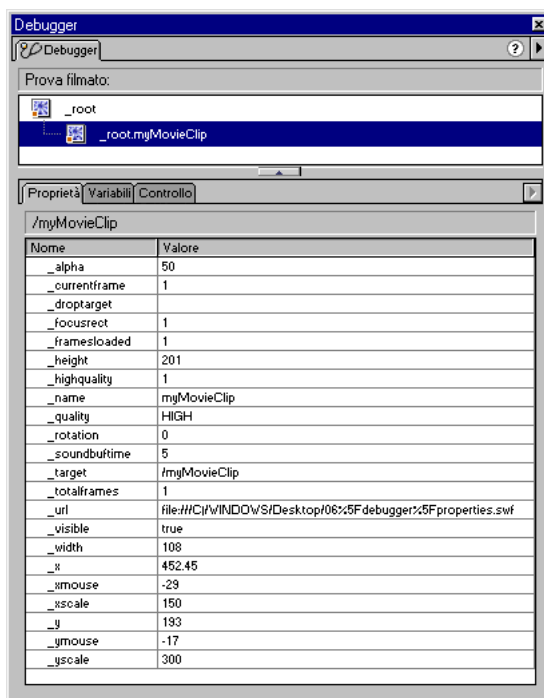 Debugger
Debugger
Prova filmato:
_root
_root.myMovieClip
Proprietà Variabili Controllo
/myMovieClip
Nome Valore
_alpha 50
_currentframe 1
_droptarget
_focusrect 1
_framesloaded 1
_height 201
_highquality 1
_name myMovieClip
_quality HIGH
_rotation 0
_soundbuftime 5
_target /myMovieClip
_totalframes 1
_url file:///C|/WINDOWS/Desktop/06%5Fdebugger%5Fproperties.swf
_visible true
_width 108
_x 452.45
_xmouse -29
_xscale 150
_y 193
_ymouse -17
_yscale 300